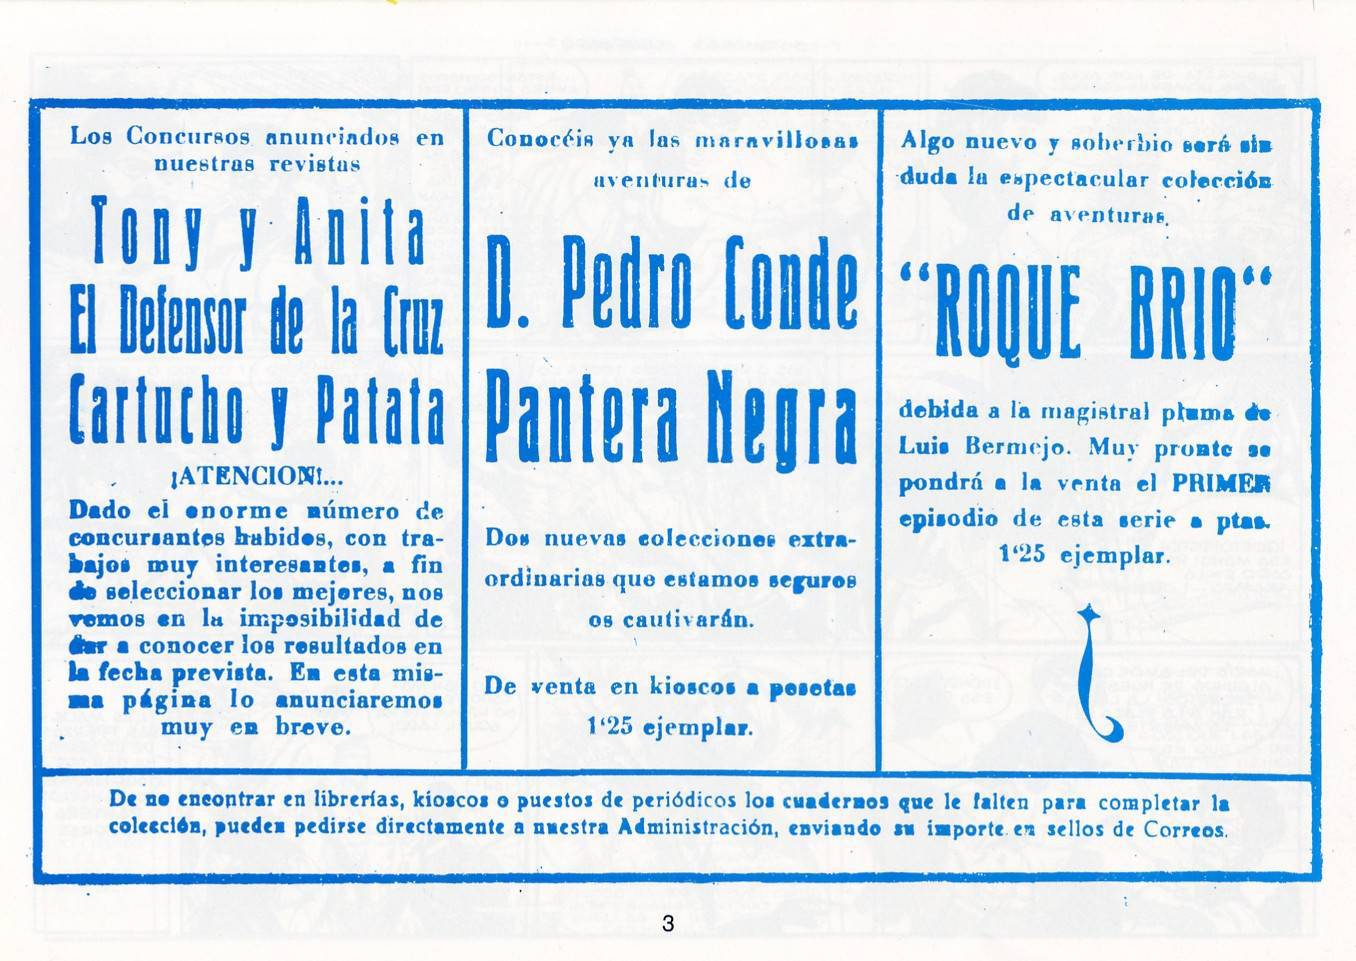 Los Concursos anunciados en
nuestras revistas
Tony y Anita
El Defensor de la Cruz
Cartucho y Patata
¡ATENCION!...
Dado el enorme número de
concursantes habidos, con tra-
bajos muy interesantes, a fin
de seleccionar los mejores, nos
vemos en la imposibilidad de
dar a conocer los resultados en
la fecha prevista. En esta mis-
ma página lo anunciaremos
muy en breve.
Conocéis ya las maravillosas
aventuras de
D. Pedro Conde
Pantera Negra
Dos nuevas colecciones extra-
ordinarias que estamos seguros
os cautivarán.
De venta en kioscos a pesetas
1‘25 ejemplar.
Algo nuevo y soberbio será sin
duda la espectacular colección
de aventuras.
“ROQUE BRIO“
debida a la magistral pluma de
Luis Bermejo. Muy pronto se
pondrá a la venta el PRIMER
episodio de esta serie a ptas.
1‘25 ejemplar.
De no encontrar en librerías, kioscos o puestos de periódicos los cuadernos que le falten para completar la
colección, pueden pedirse directamente a nuestra Administración, enviando su importe en sellos de Correos.
3